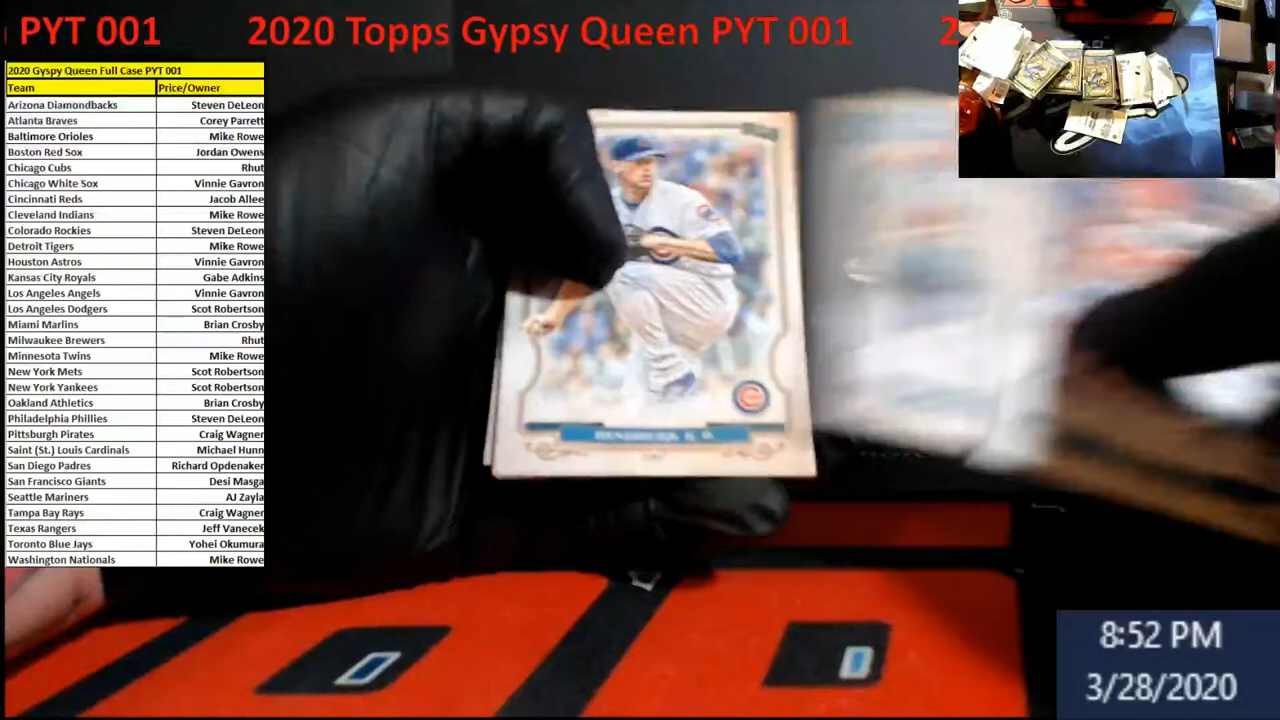 PYT 001 2020 Topps Gypsy Queen PYT 001 2
2020 Gyspy Queen Full Case PYT 001
Team Price/Owner
Arizona Diamondbacks Steven DeLeon
Atlanta Braves Corey Parrett
Baltimore Orioles Mike Rowe
Boston Red Sox Jordan Owens
Chicago Cubs Rhut
Chicago White Sox Vinnie Gavron
Cincinnati Reds Jacob Allee
Cleveland Indians Mike Rowe
Colorado Rockies Steven DeLeon
Detroit Tigers Mike Rowe
Houston Astros Vinnie Gavron
Kansas City Royals Gabe Adkins
Los Angeles Angels Vinnie Gavron
Los Angeles Dodgers Scot Robertson
Miami Marlins Brian Crosby
Milwaukee Brewers Rhut
Minnesota Twins Mike Rowe
New York Mets Scot Robertson
New York Yankees Scot Robertson
Oakland Athletics Brian Crosby
Philadelphia Phillies Steven DeLeon
Pittsburgh Pirates Craig Wagner
Saint (St.) Louis Cardinals Michael Hunn
San Diego Padres Richard Opdenaker
San Francisco Giants Desi Masga
Seattle Mariners AJ Zayla
Tampa Bay Rays Craig Wagner
Texas Rangers Jeff Vanecek
Toronto Blue Jays Yohei Okumura
Washington Nationals Mike Rowe
8:52 PM
3/28/2020